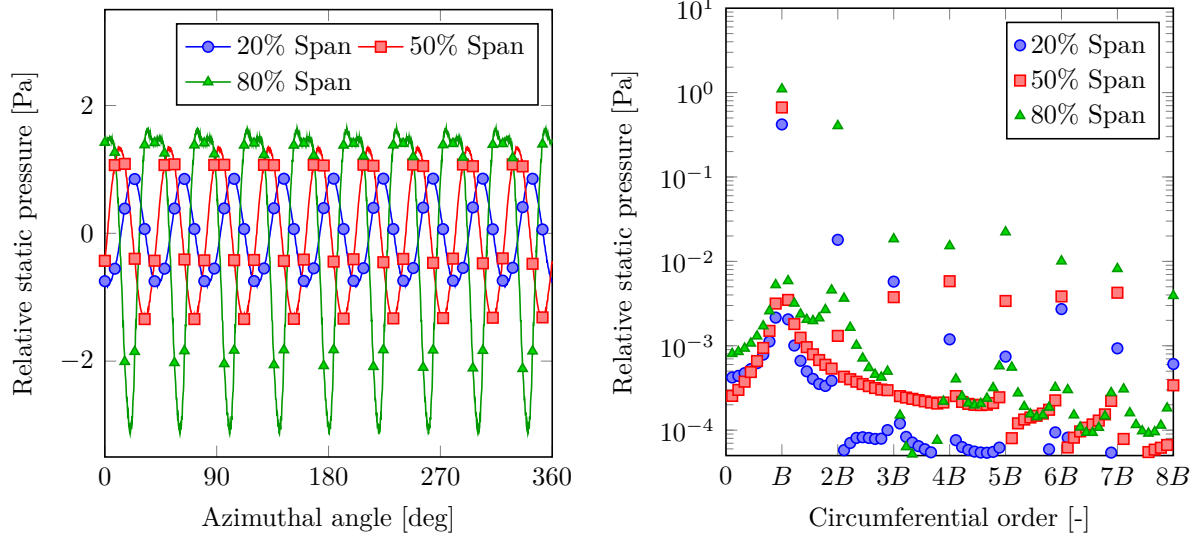 20% Span
50% Span
80% Span
2
0
−2
0
90
180
270
360
Relative static pressure [Pa]
Azimuthal angle [deg]
20% Span
50% Span
80% Span
10^1
10^0
10^−1
10^−2
10^−3
10^−4
0
B
2B
3B
4B
5B
6B
7B
8B
Relative static pressure [Pa]
Circumferential order [-]